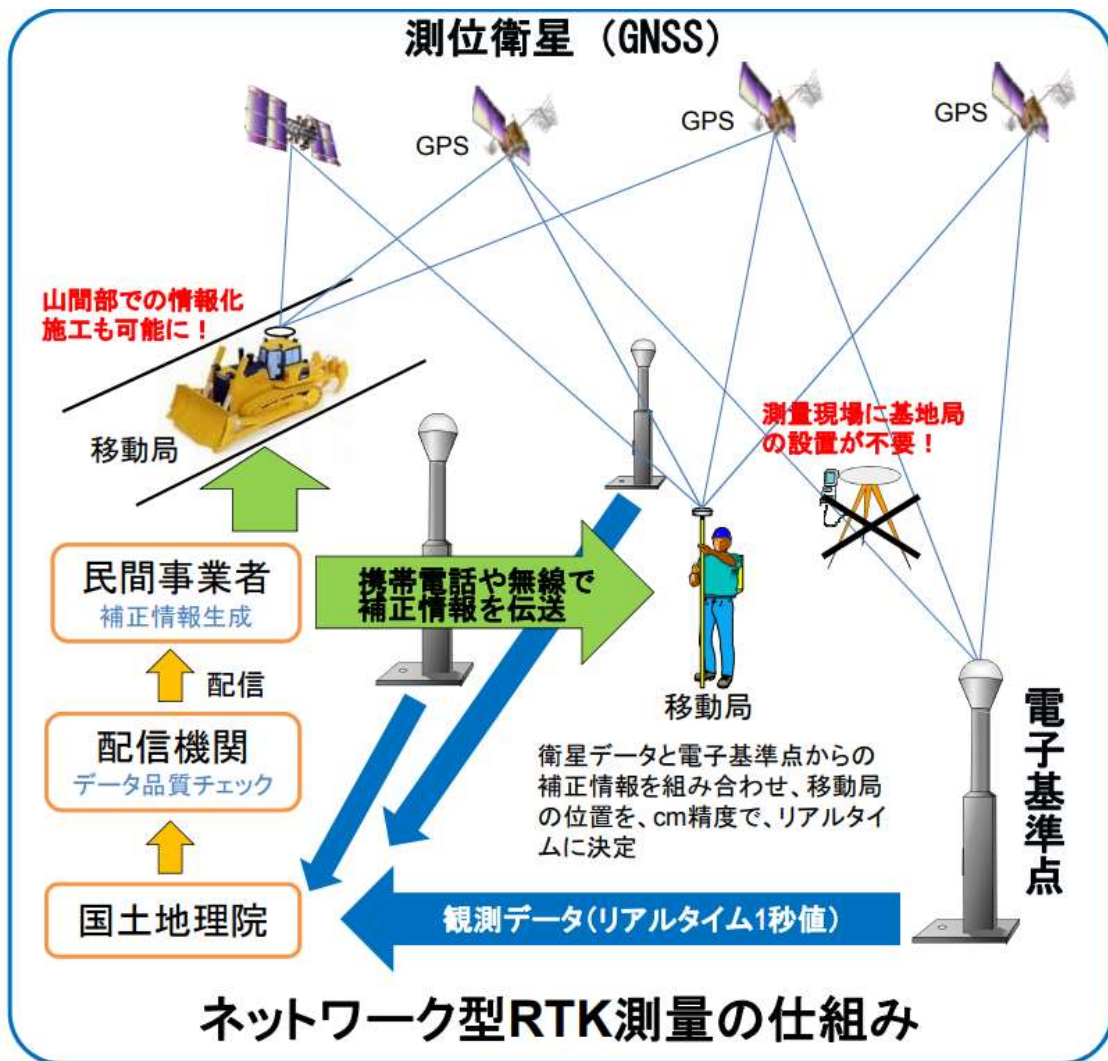 測位衛星（GNSS）
GPS
GPS
GPS
山間部での情報化
施工も可能に！
移動局
測量現場に基地局
の設置が不要！
民間事業者
補正情報生成
携帯電話や無線で
補正情報を伝送
配信
移動局
配信機関
データ品質チェック
衛星データと電子基準点からの
補正情報を組み合わせ、移動局
の位置を、cm精度で、リアルタイ
ムに決定
電子基準点
国土地理院
観測データ（リアルタイム1秒値）
ネットワーク型RTK測量の仕組み